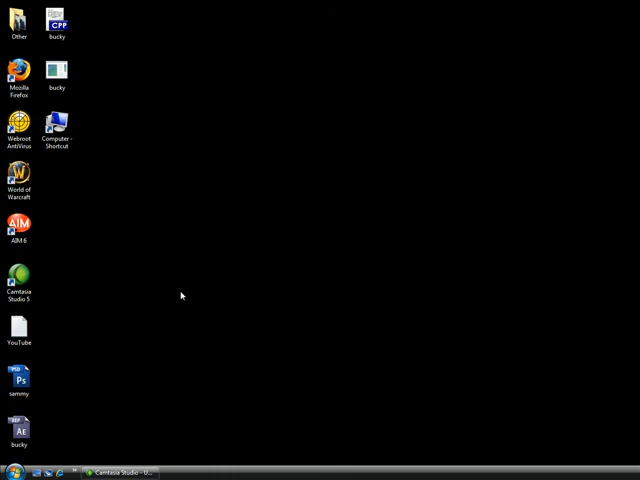 Other
CPP
bucky
Mozilla
Firefox
bucky
Webroot
AntiVirus
Computer -
Shortcut
W
World of
Warcraft
AIM
AIM 6
Camtasia
Studio 5
YouTube
PSD
Ps
sammy
AEP
Ae
bucky
Camtasia Studio - U...